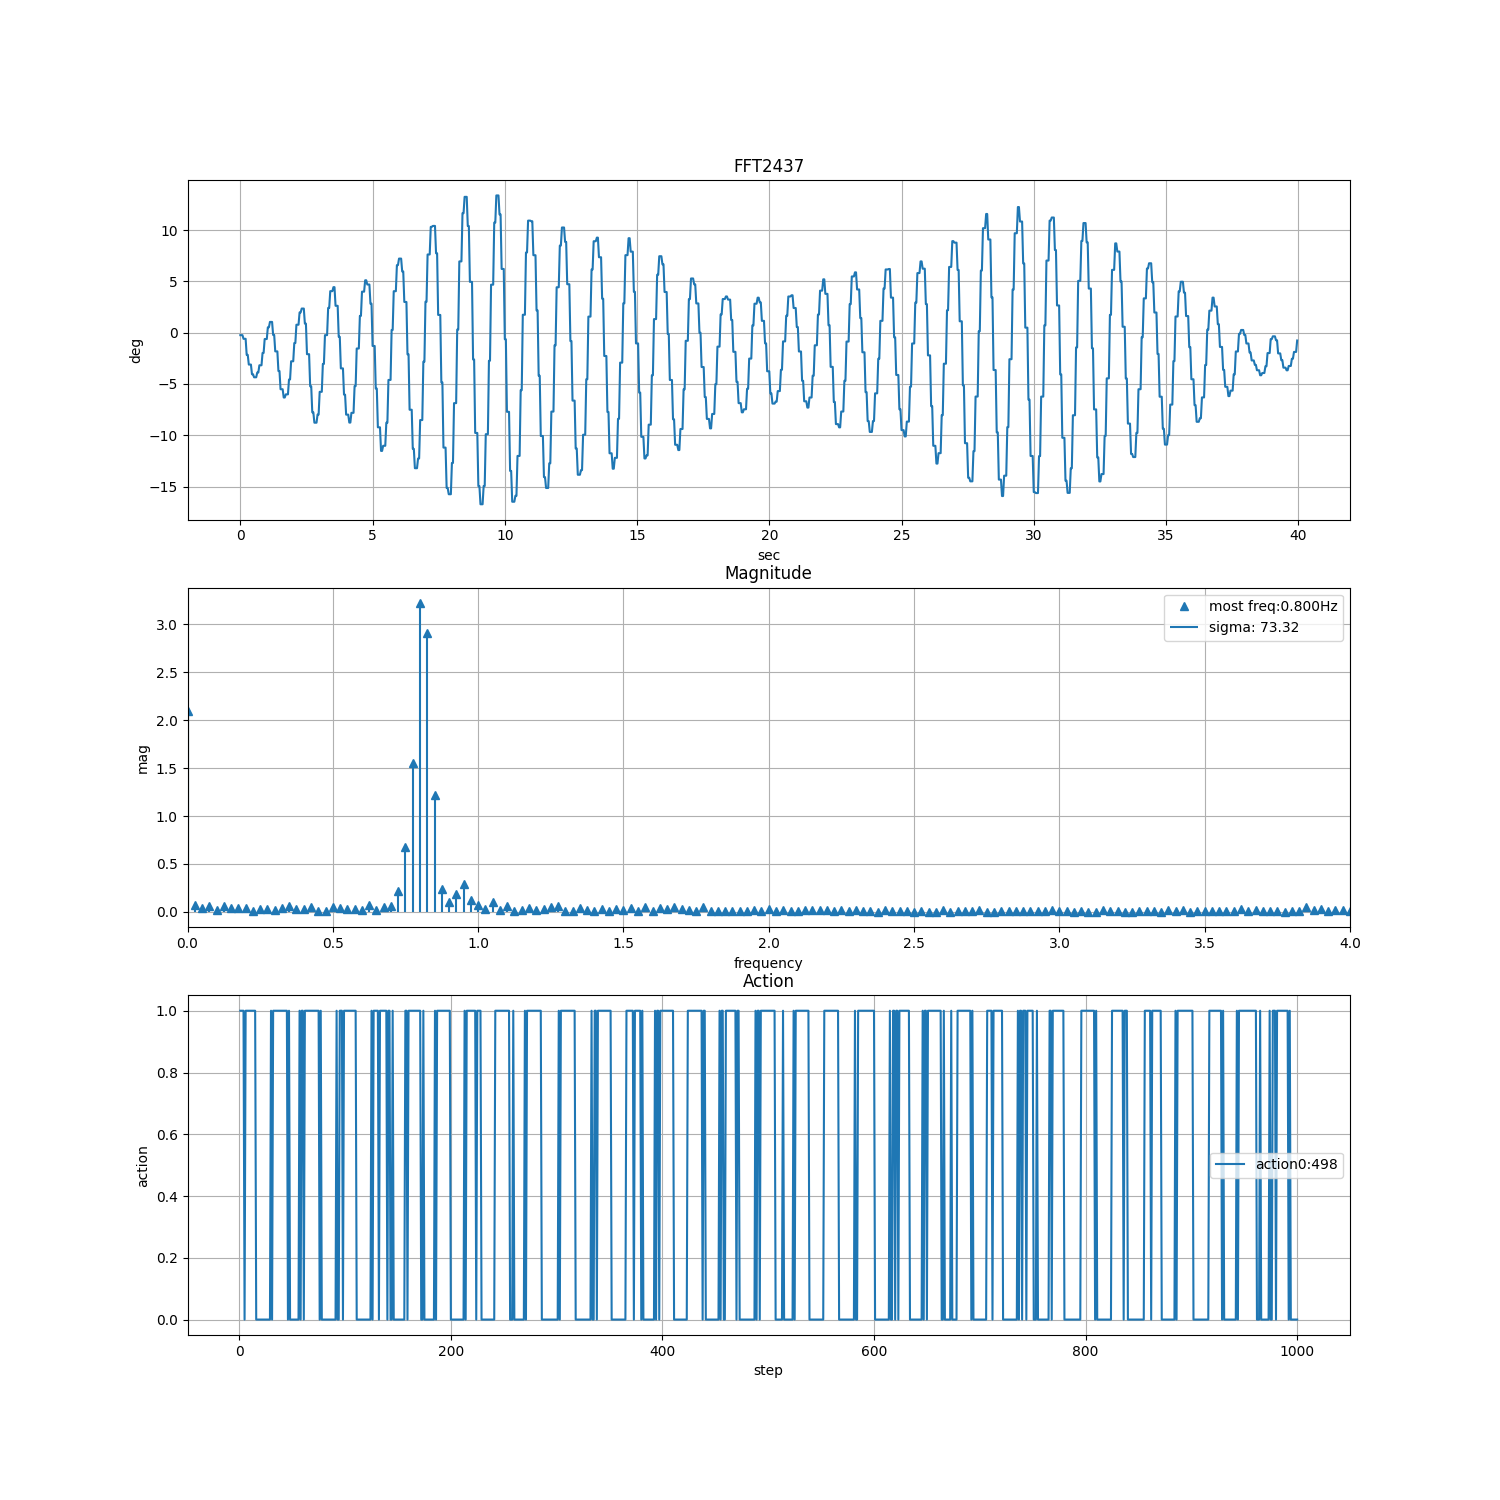 FFT2437
10
5
0
−5
−10
−15
deg
0 5 10 15 20 25 30 35 40
sec
Magnitude
most freq:0.800Hz
sigma: 73.32
3.0
2.5
2.0
1.5
1.0
0.5
0.0
mag
0.0 0.5 1.0 1.5 2.0 2.5 3.0 3.5 4.0
frequency
Action
1.0
0.8
0.6
0.4
0.2
0.0
action
action0:498
0 200 400 600 800 1000
step